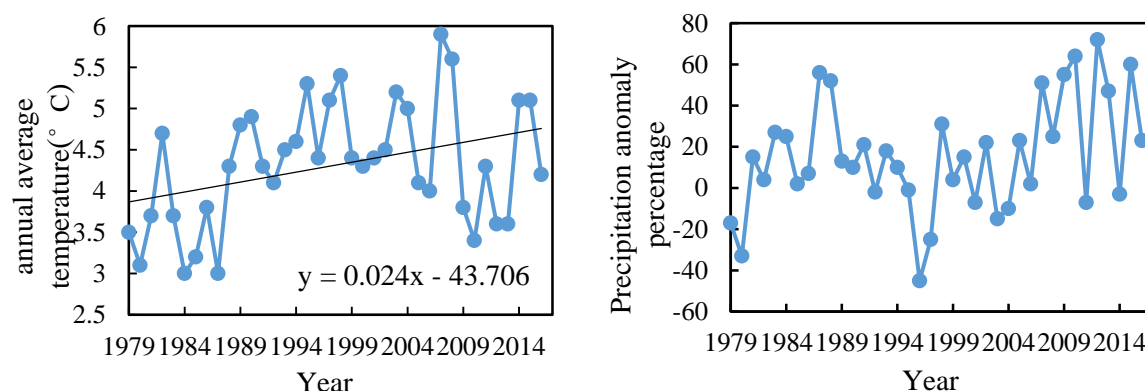 annual average
temperature(° C)
6
5.5
5
4.5
4
3.5
3
2.5
y = 0.024x - 43.706
1979 1984 1989 1994 1999 2004 2009 2014
Year
Precipitation anomaly
percentage
80
60
40
20
0
-20
-40
-60
1979 1984 1989 1994 1999 2004 2009 2014
Year